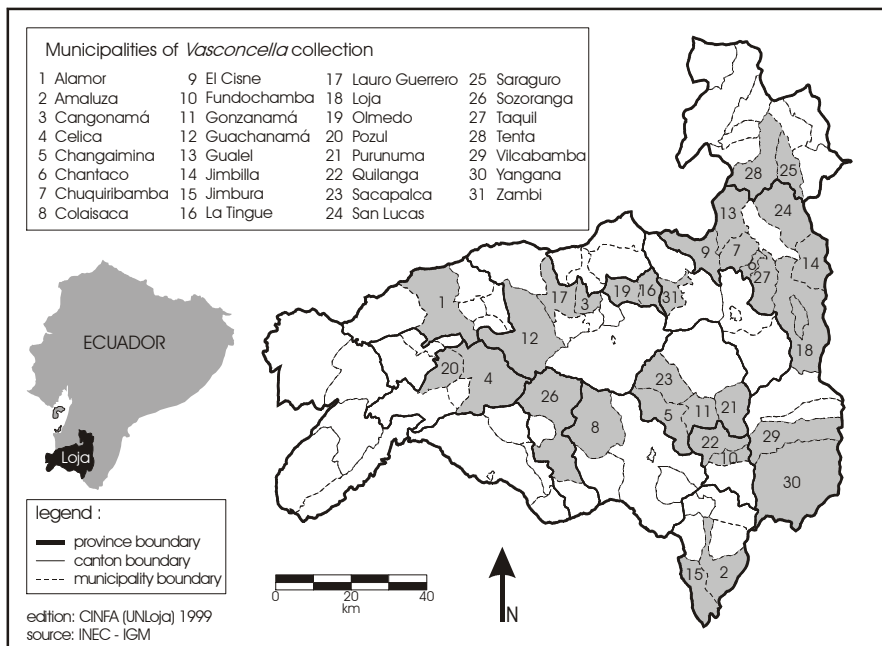 Municipalities of Vasconcella collection
1 Alamor
2 Amaluza
3 Cangonamá
4 Celica
5 Changaimina
6 Chantaco
7 Chuquiribamba
8 Colaisaca
9 El Cisne
10 Fundochamba
11 Gonzanamá
12 Guachanamá
13 Gualel
14 Jimbilla
15 Jimbura
16 La Tingue
17 Lauro Guerrero
18 Loja
19 Olmedo
20 Pozul
21 Purunuma
22 Quilanga
23 Sacapalca
24 San Lucas
25 Saraguro
26 Sozoranga
27 Taquil
28 Tenta
29 Vilcabamba
30 Yangana
31 Zambi
28 25
13 24
9 7 6 27 14
1 17 3 19 16 31
12 18
20 4 23
26 8 5 11 21
22 29
10
30
15 2
ECUADOR
Loja
legend :
province boundary
canton boundary
municipality boundary
0 20 40
km
N
edition: CINFA (UNLoja) 1999
source: INEC - IGM